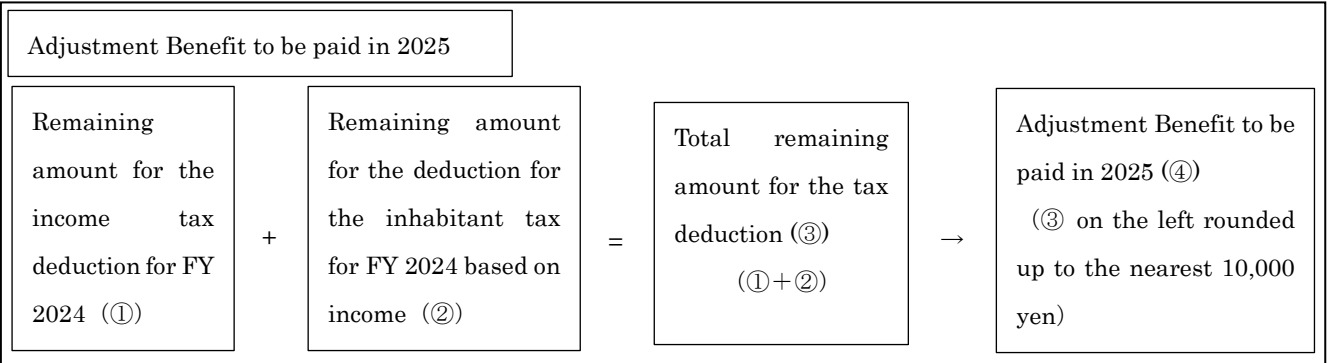 Adjustment Benefit to be paid in 2025
Remaining
amount for the
income tax
deduction for FY
2024（①）
+
Remaining amount
for the deduction for
the inhabitant tax
for FY 2024 based on
income（②）
=
Total remaining
amount for the tax
deduction (③)
（①＋②）
→
Adjustment Benefit to be
paid in 2025 (④)
（③ on the left rounded
up to the nearest 10,000
yen）